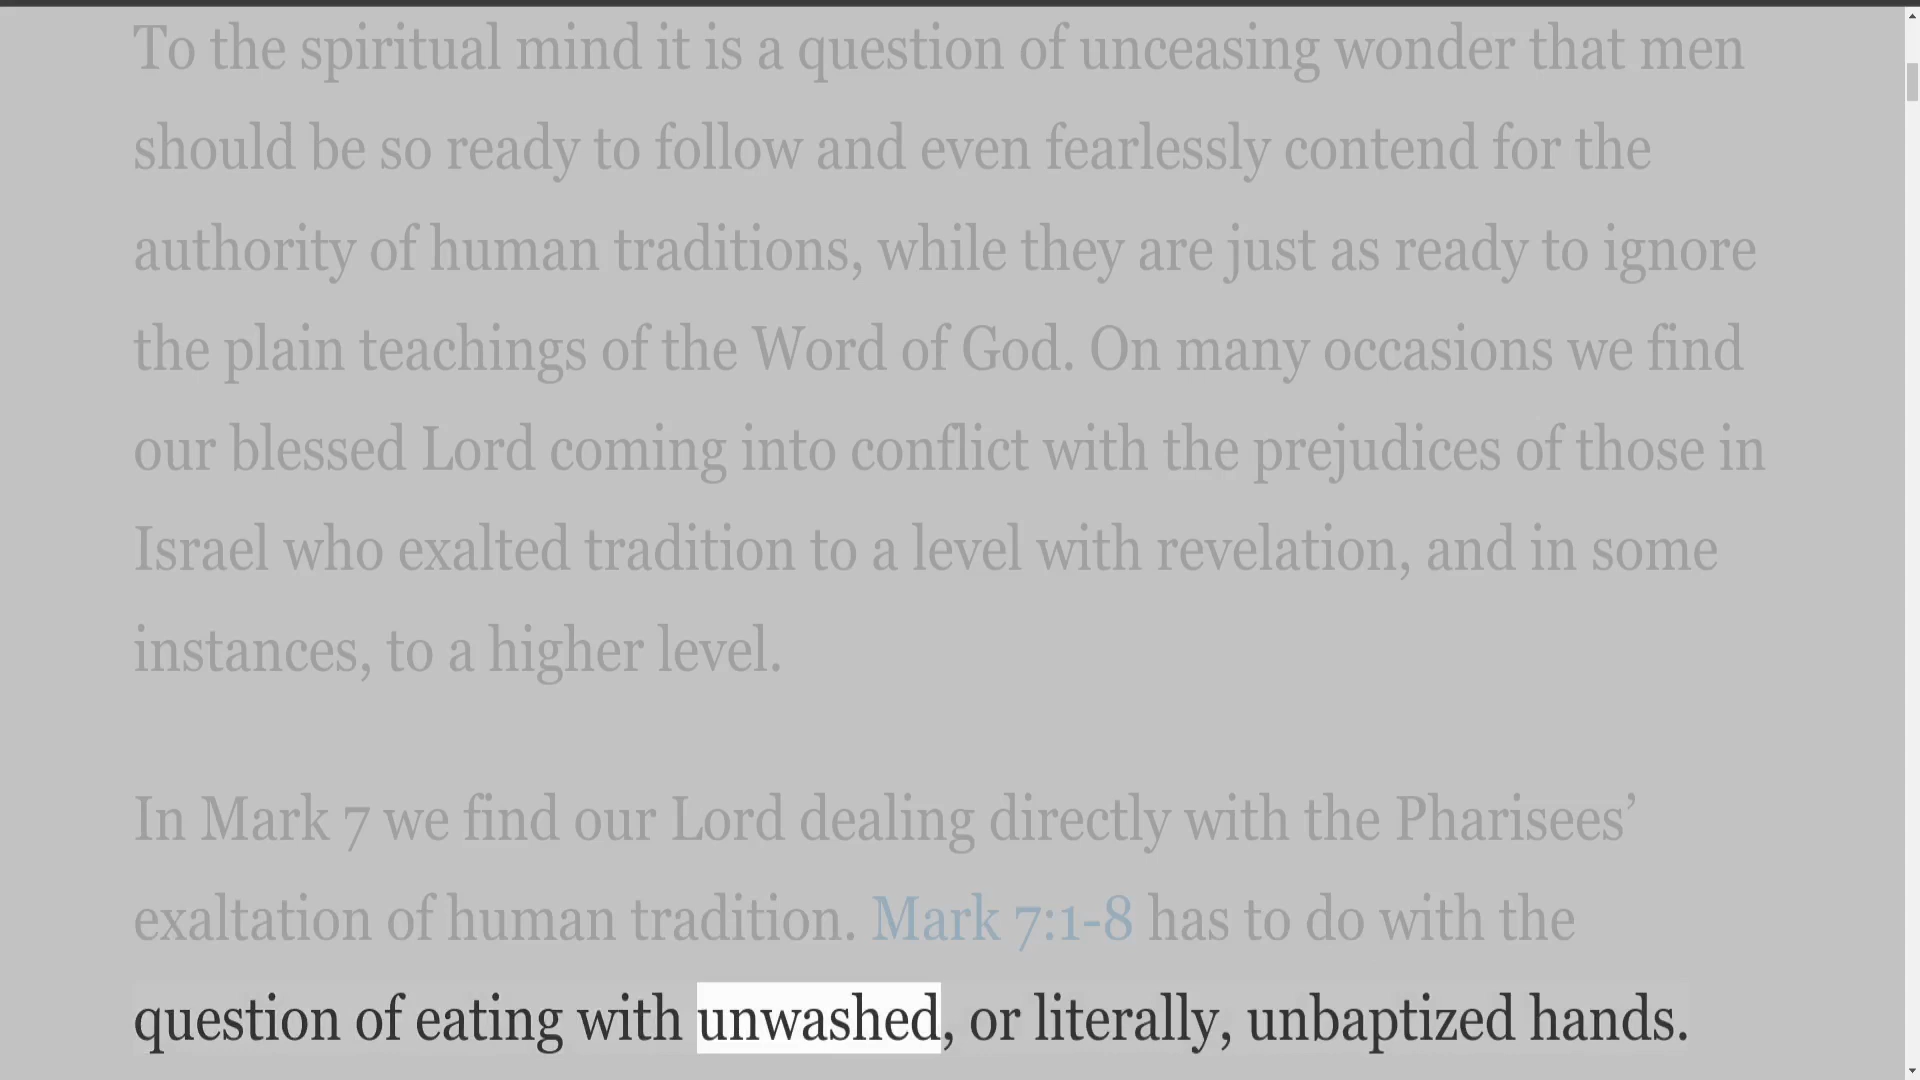 To the spiritual mind it is a question of unceasing wonder that men
should be so ready to follow and even fearlessly contend for the
authority of human traditions, while they are just as ready to ignore
the plain teachings of the Word of God. On many occasions we find
our blessed Lord coming into conflict with the prejudices of those in
Israel who exalted tradition to a level with revelation, and in some
instances, to a higher level.
In Mark 7 we find our Lord dealing directly with the Pharisees’
exaltation of human tradition. Mark 7:1-8 has to do with the
question of eating with unwashed, or literally, unbaptized hands.